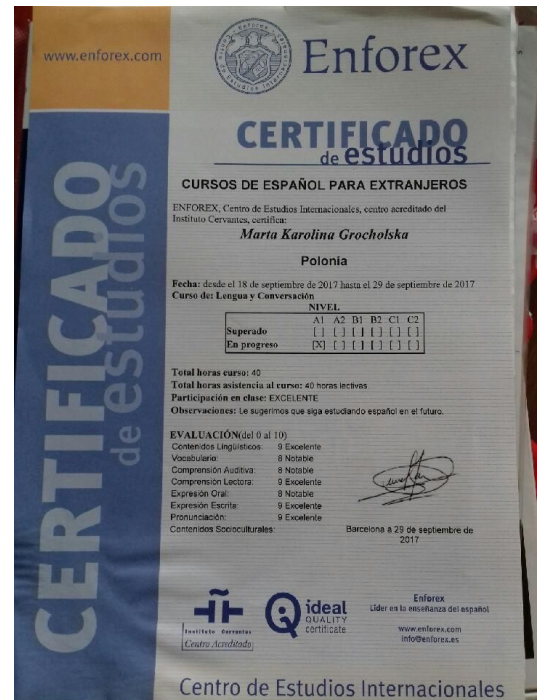 www.enforex.com
Enforex
CERTIFICADO
de estudios
CERTIFICADO
de estudios
CURSOS DE ESPAÑOL PARA EXTRANJEROS
ENFOREX, Centro de Estudios Internacionales, centro acreditado del
Instituto Cervantes, certifica:
Marta Karolina Grocholska
Polonia
Fecha: desde el 18 de septiembre de 2017 hasta el 29 de septiembre de 2017
Curso de: Lengua y Conversación
NIVEL
A1 A2 B1 B2 C1 C2
Superado [ ] [ ] [ ] [ ] [ ] [ ]
En progreso [X] [ ] [ ] [ ] [ ] [ ]
Total horas curso: 40
Total horas asistencia al curso: 40 horas lectivas
Participación en clase: EXCELENTE
Observaciones: Le sugerimos que siga estudiando español en el futuro.
EVALUACIÓN(del 0 al 10)
Contenidos Lingüísticos: 9 Excelente
Vocabulario: 8 Notable
Comprensión Auditiva: 8 Notable
Comprensión Lectora: 9 Excelente
Expresión Oral: 8 Notable
Expresión Escrita: 9 Excelente
Pronunciación: 9 Excelente
Contenidos Socioculturales:
Barcelona a 29 de septiembre de
2017
Instituto Cervantes
Centro Acreditado
ideal
QUALITY
certificate
Enforex
Líder en la enseñanza del español
www.enforex.com
info@enforex.es
Centro de Estudios Internacionales